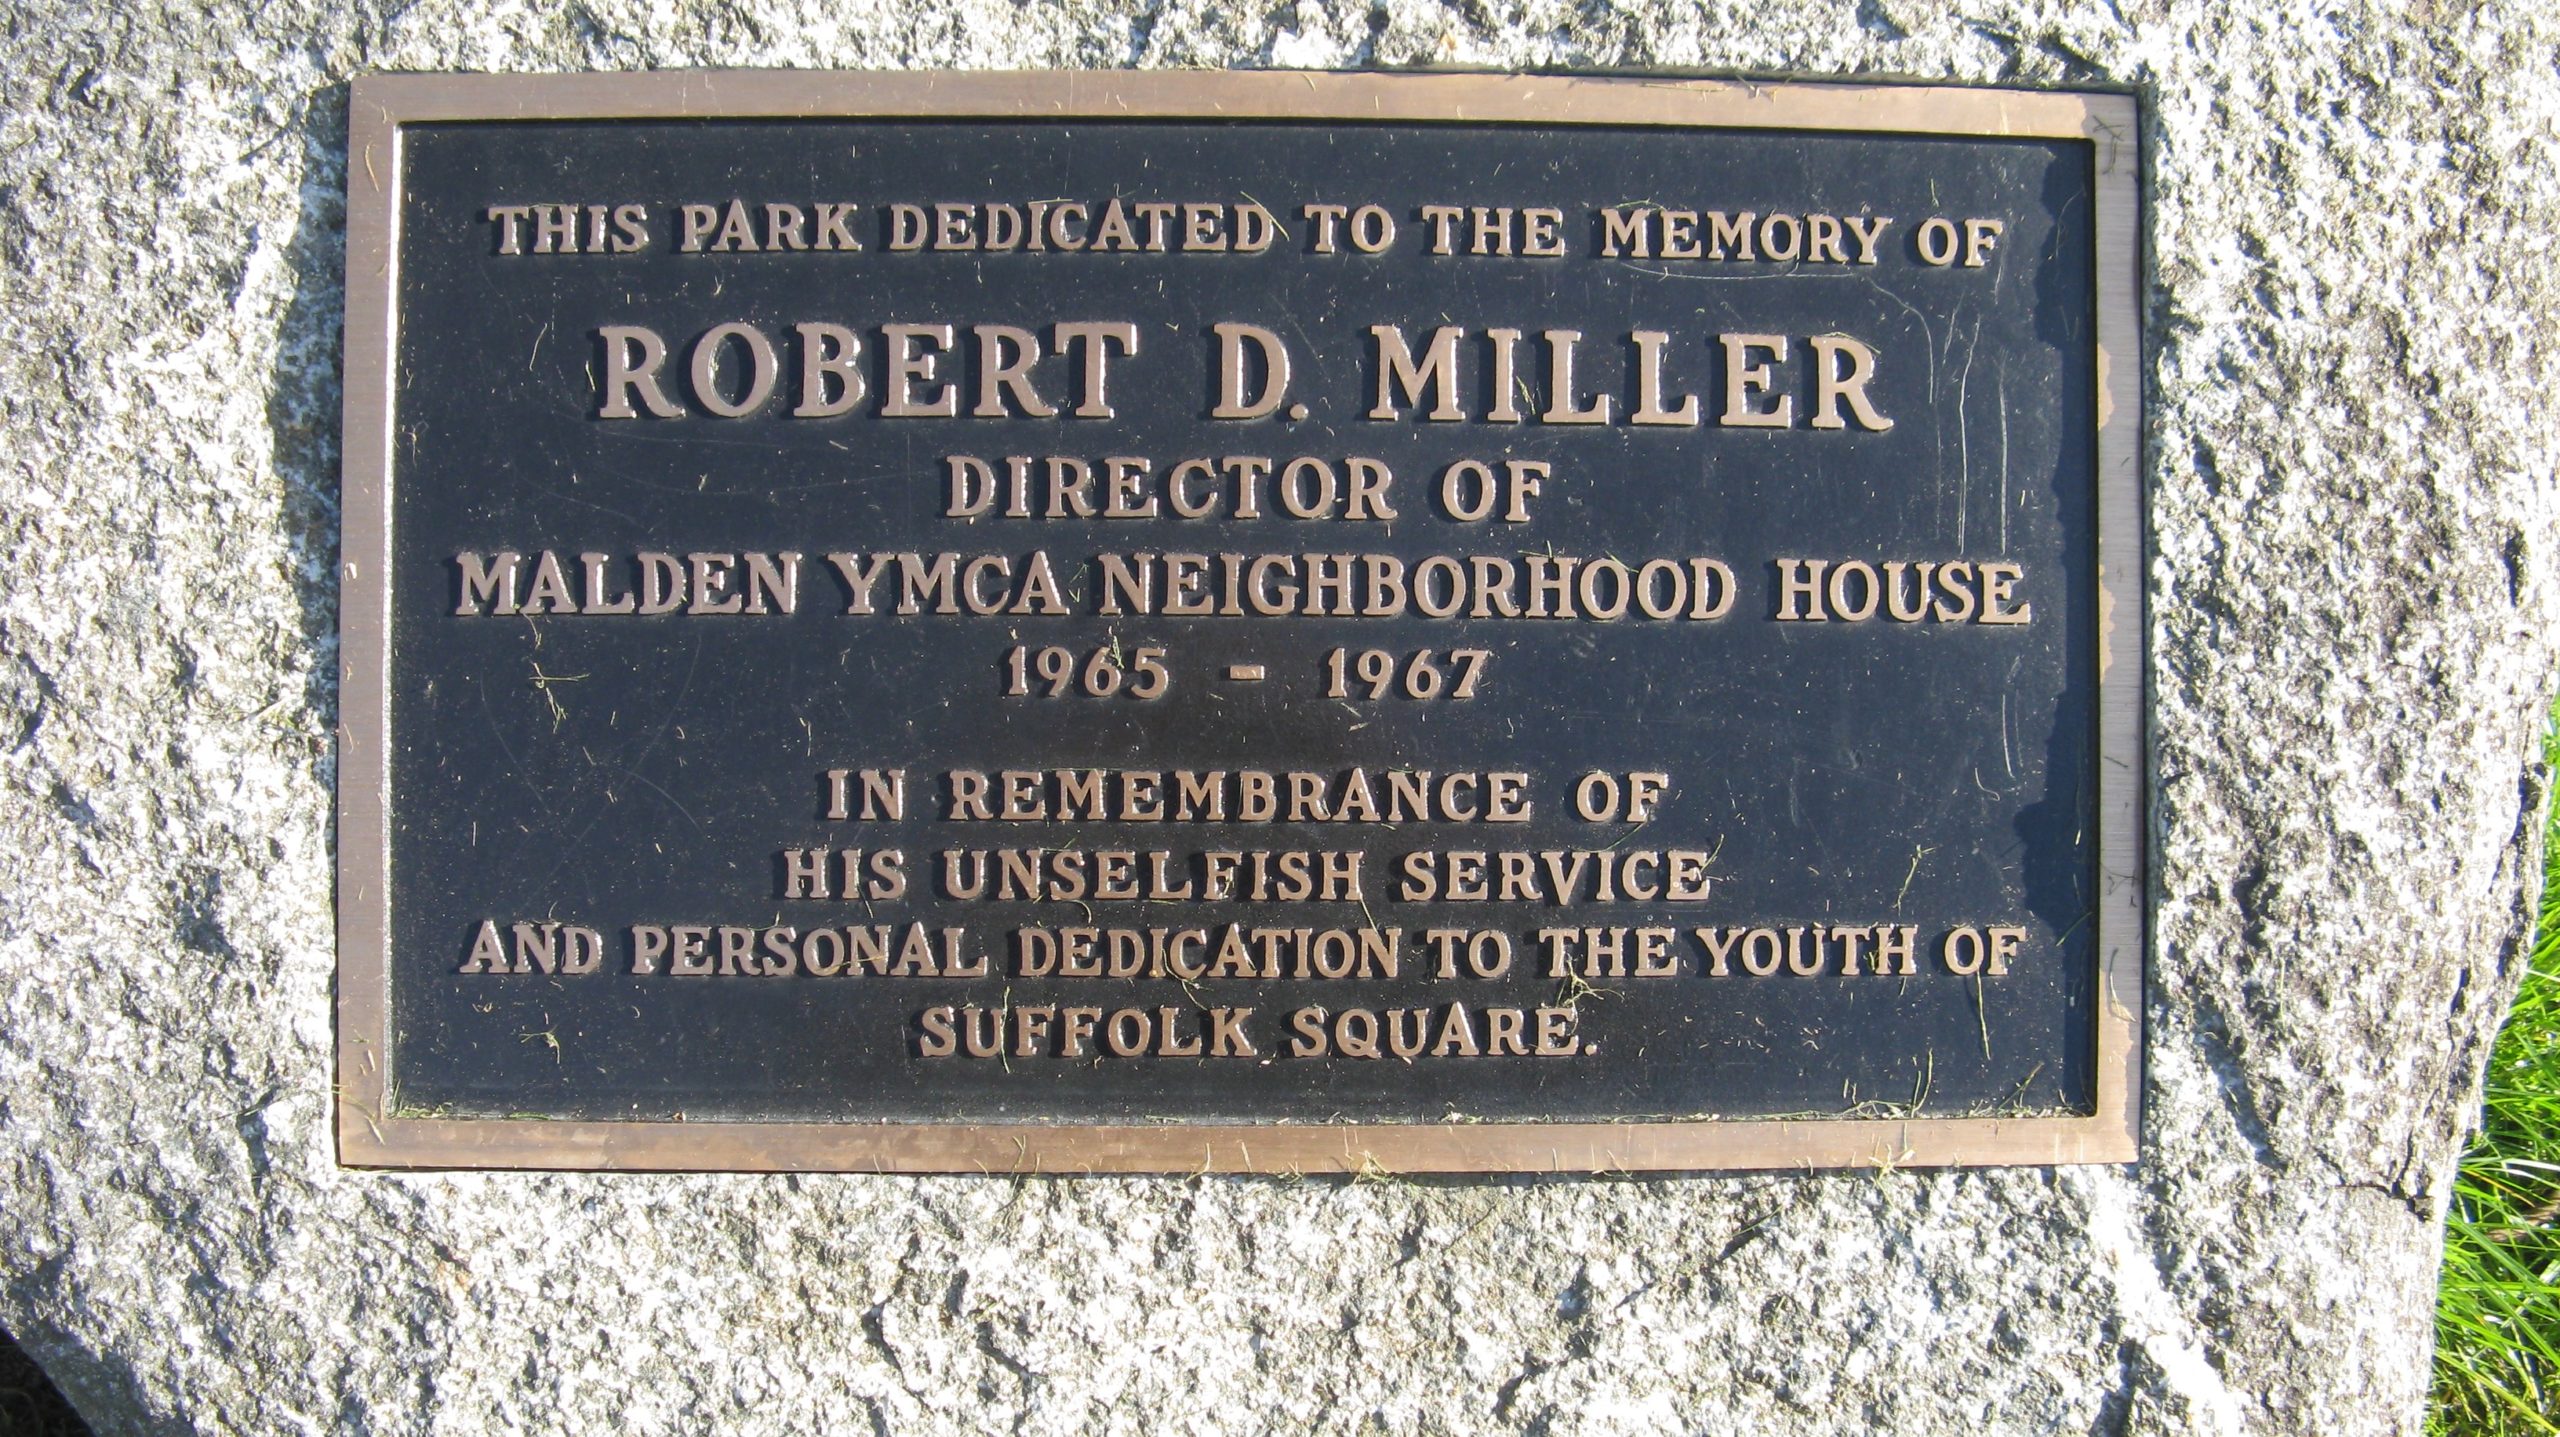 THIS PARK DEDICATED TO THE MEMORY OF
ROBERT D. MILLER
DIRECTOR OF
MALDEN YMCA NEIGHBORHOOD HOUSE
1965 - 1967
IN REMEMBRANCE OF
HIS UNSELFISH SERVICE
AND PERSONAL DEDICATION TO THE YOUTH OF
SUFFOLK SQUARE.